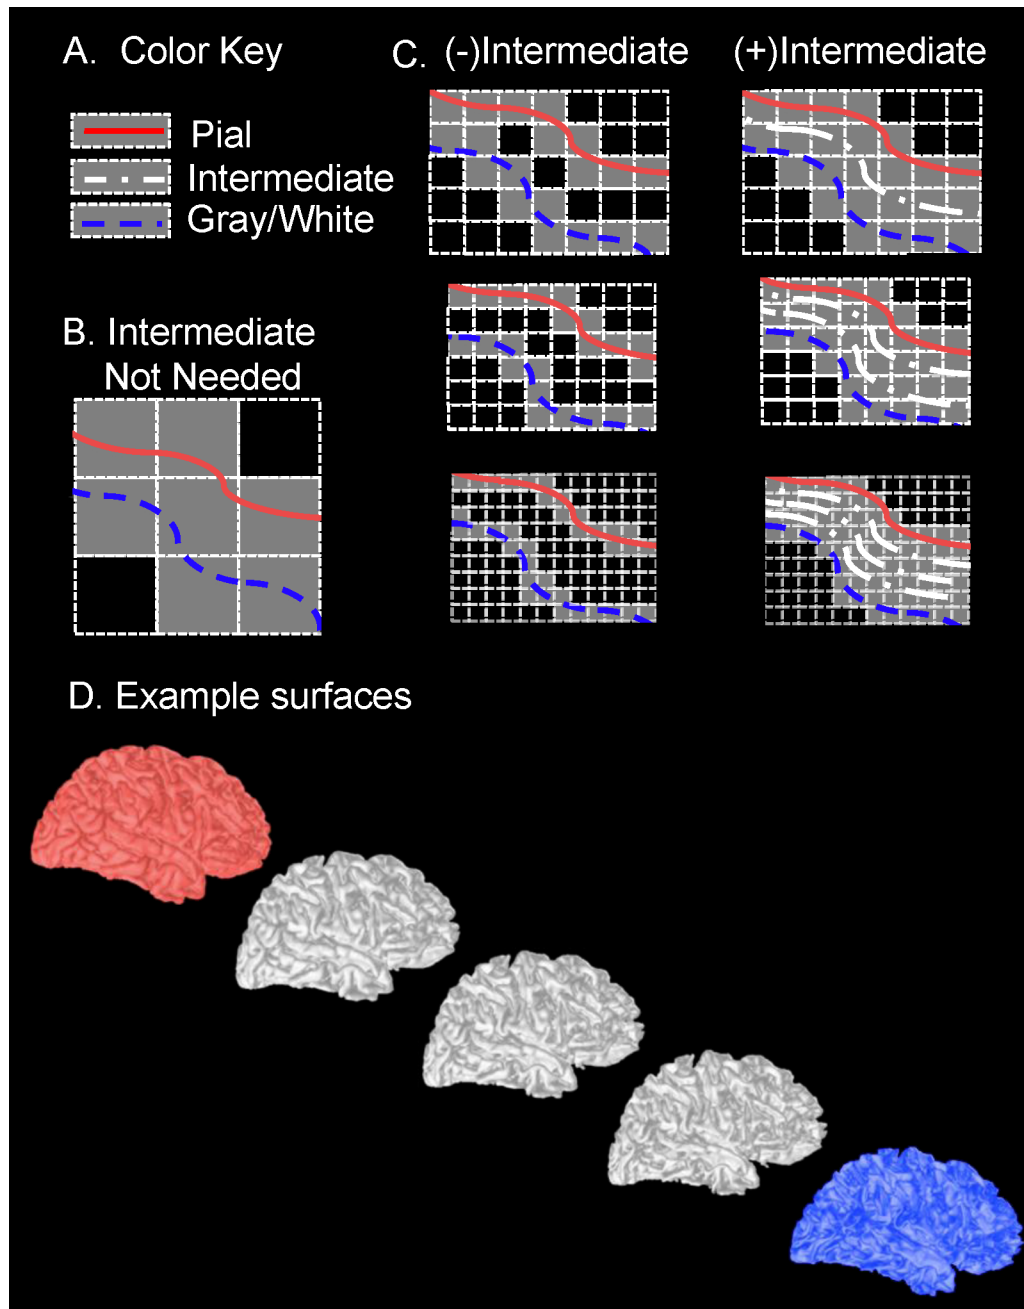 A. Color Key
Pial
Intermediate
Gray/White
B. Intermediate
Not Needed
C. (-)Intermediate
(+)Intermediate
D. Example surfaces